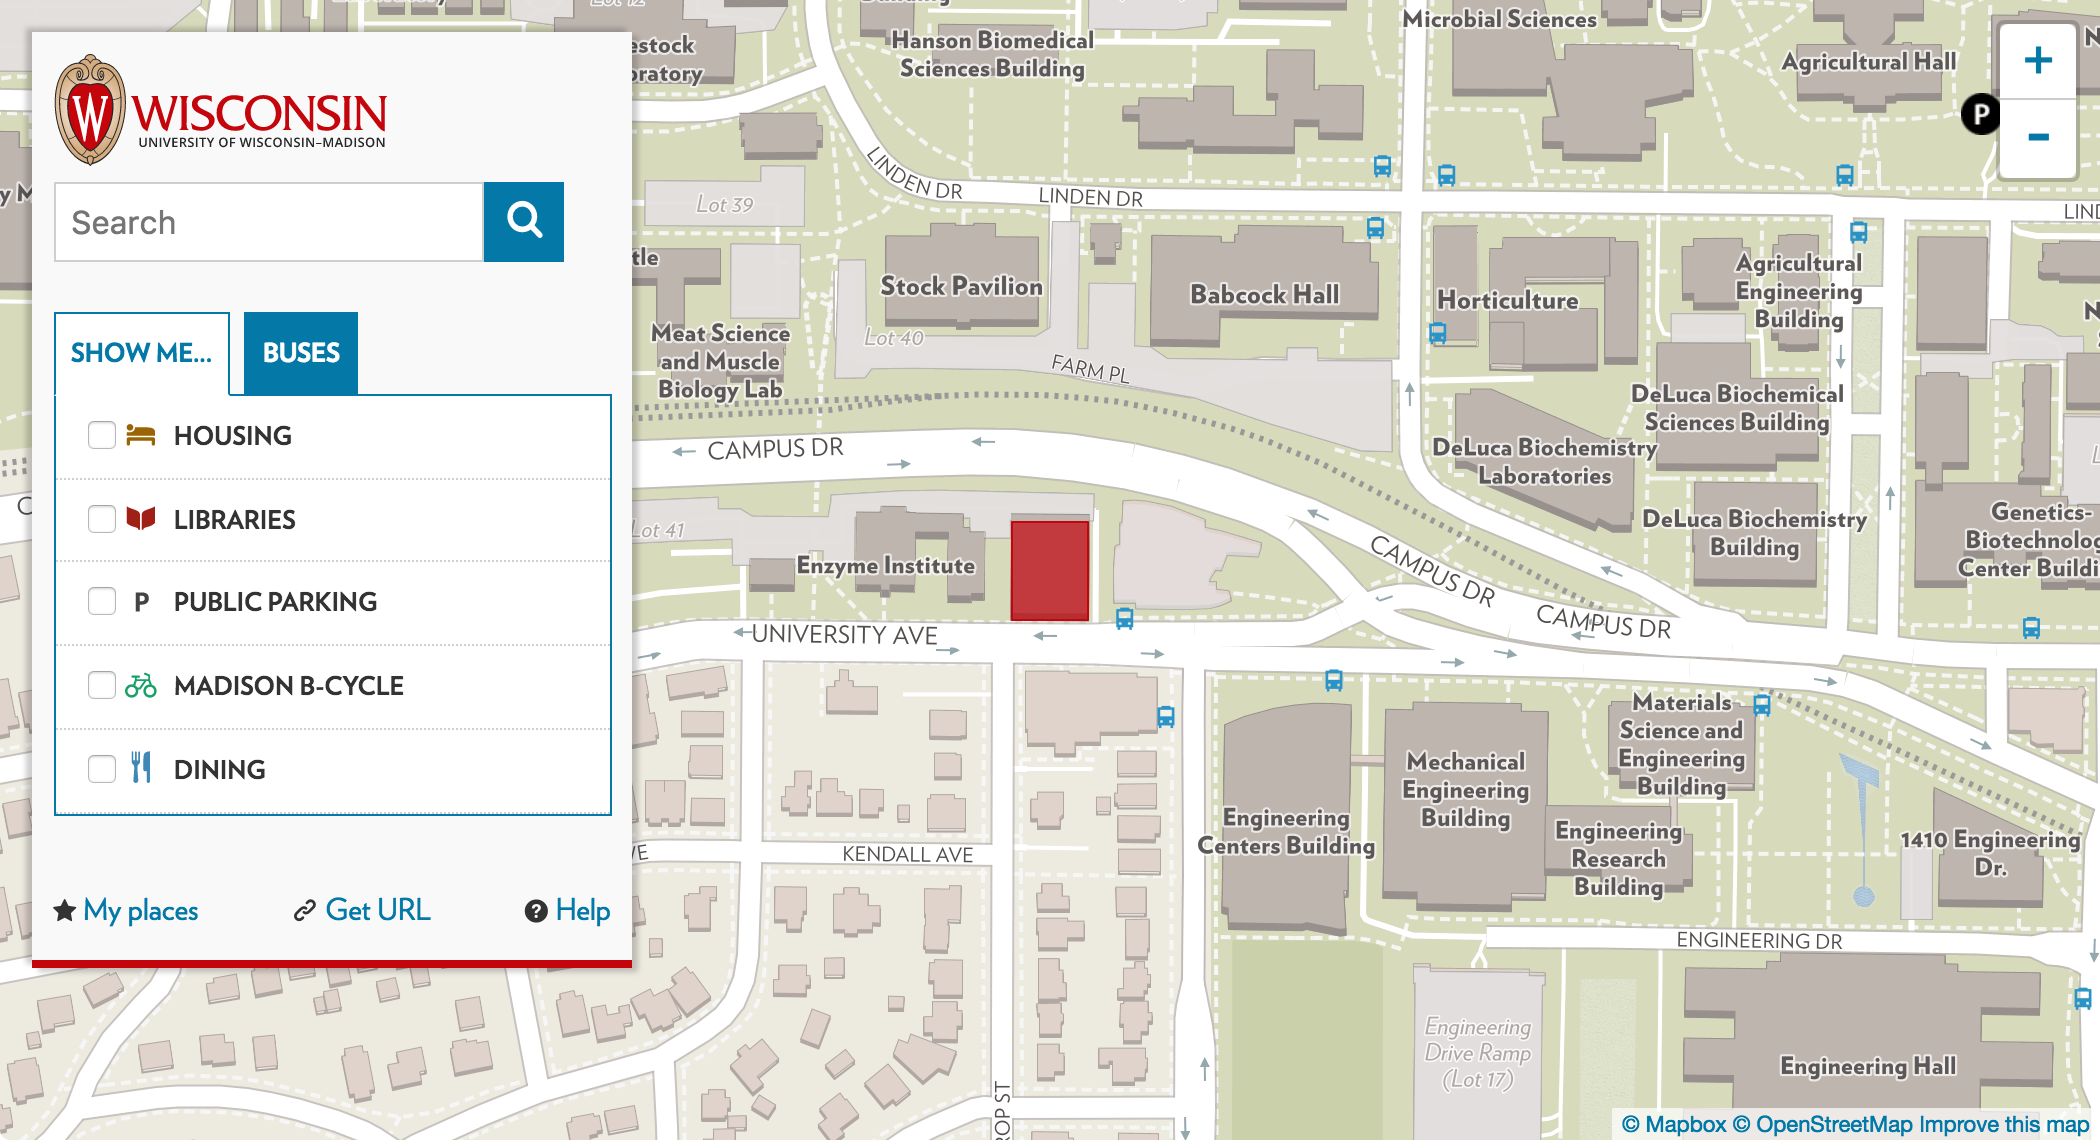 WISCONSIN
UNIVERSITY OF WISCONSIN–MADISON
Search
SHOW ME...
BUSES
HOUSING
LIBRARIES
P PUBLIC PARKING
MADISON B-CYCLE
DINING
My places
Get URL
? Help
Lot 12
Hanson Biomedical
Sciences Building
Microbial Sciences
Agricultural Hall
P
+
-
LINDEN DR
LINDEN DR
Lot 39
Stock Pavilion
Babcock Hall
Horticulture
Agricultural
Engineering
Building
Meat Science
and Muscle
Biology Lab
Lot 40
FARM PL
DeLuca Biochemical
Sciences Building
CAMPUS DR
DeLuca Biochemistry
Laboratories
Lot 41
Enzyme Institute
CAMPUS DR
DeLuca Biochemistry
Building
Genetics-
Center
CAMPUS DR
UNIVERSITY AVE
Materials
Science and
Engineering
Building
Mechanical
Engineering
Building
Engineering
Centers Building
Engineering
Research
Building
1410 Engineering
Dr.
KENDALL AVE
ENGINEERING DR
Engineering
Drive Ramp
(Lot 17)
Engineering Hall
ST
© Mapbox © OpenStreetMap Improve this map